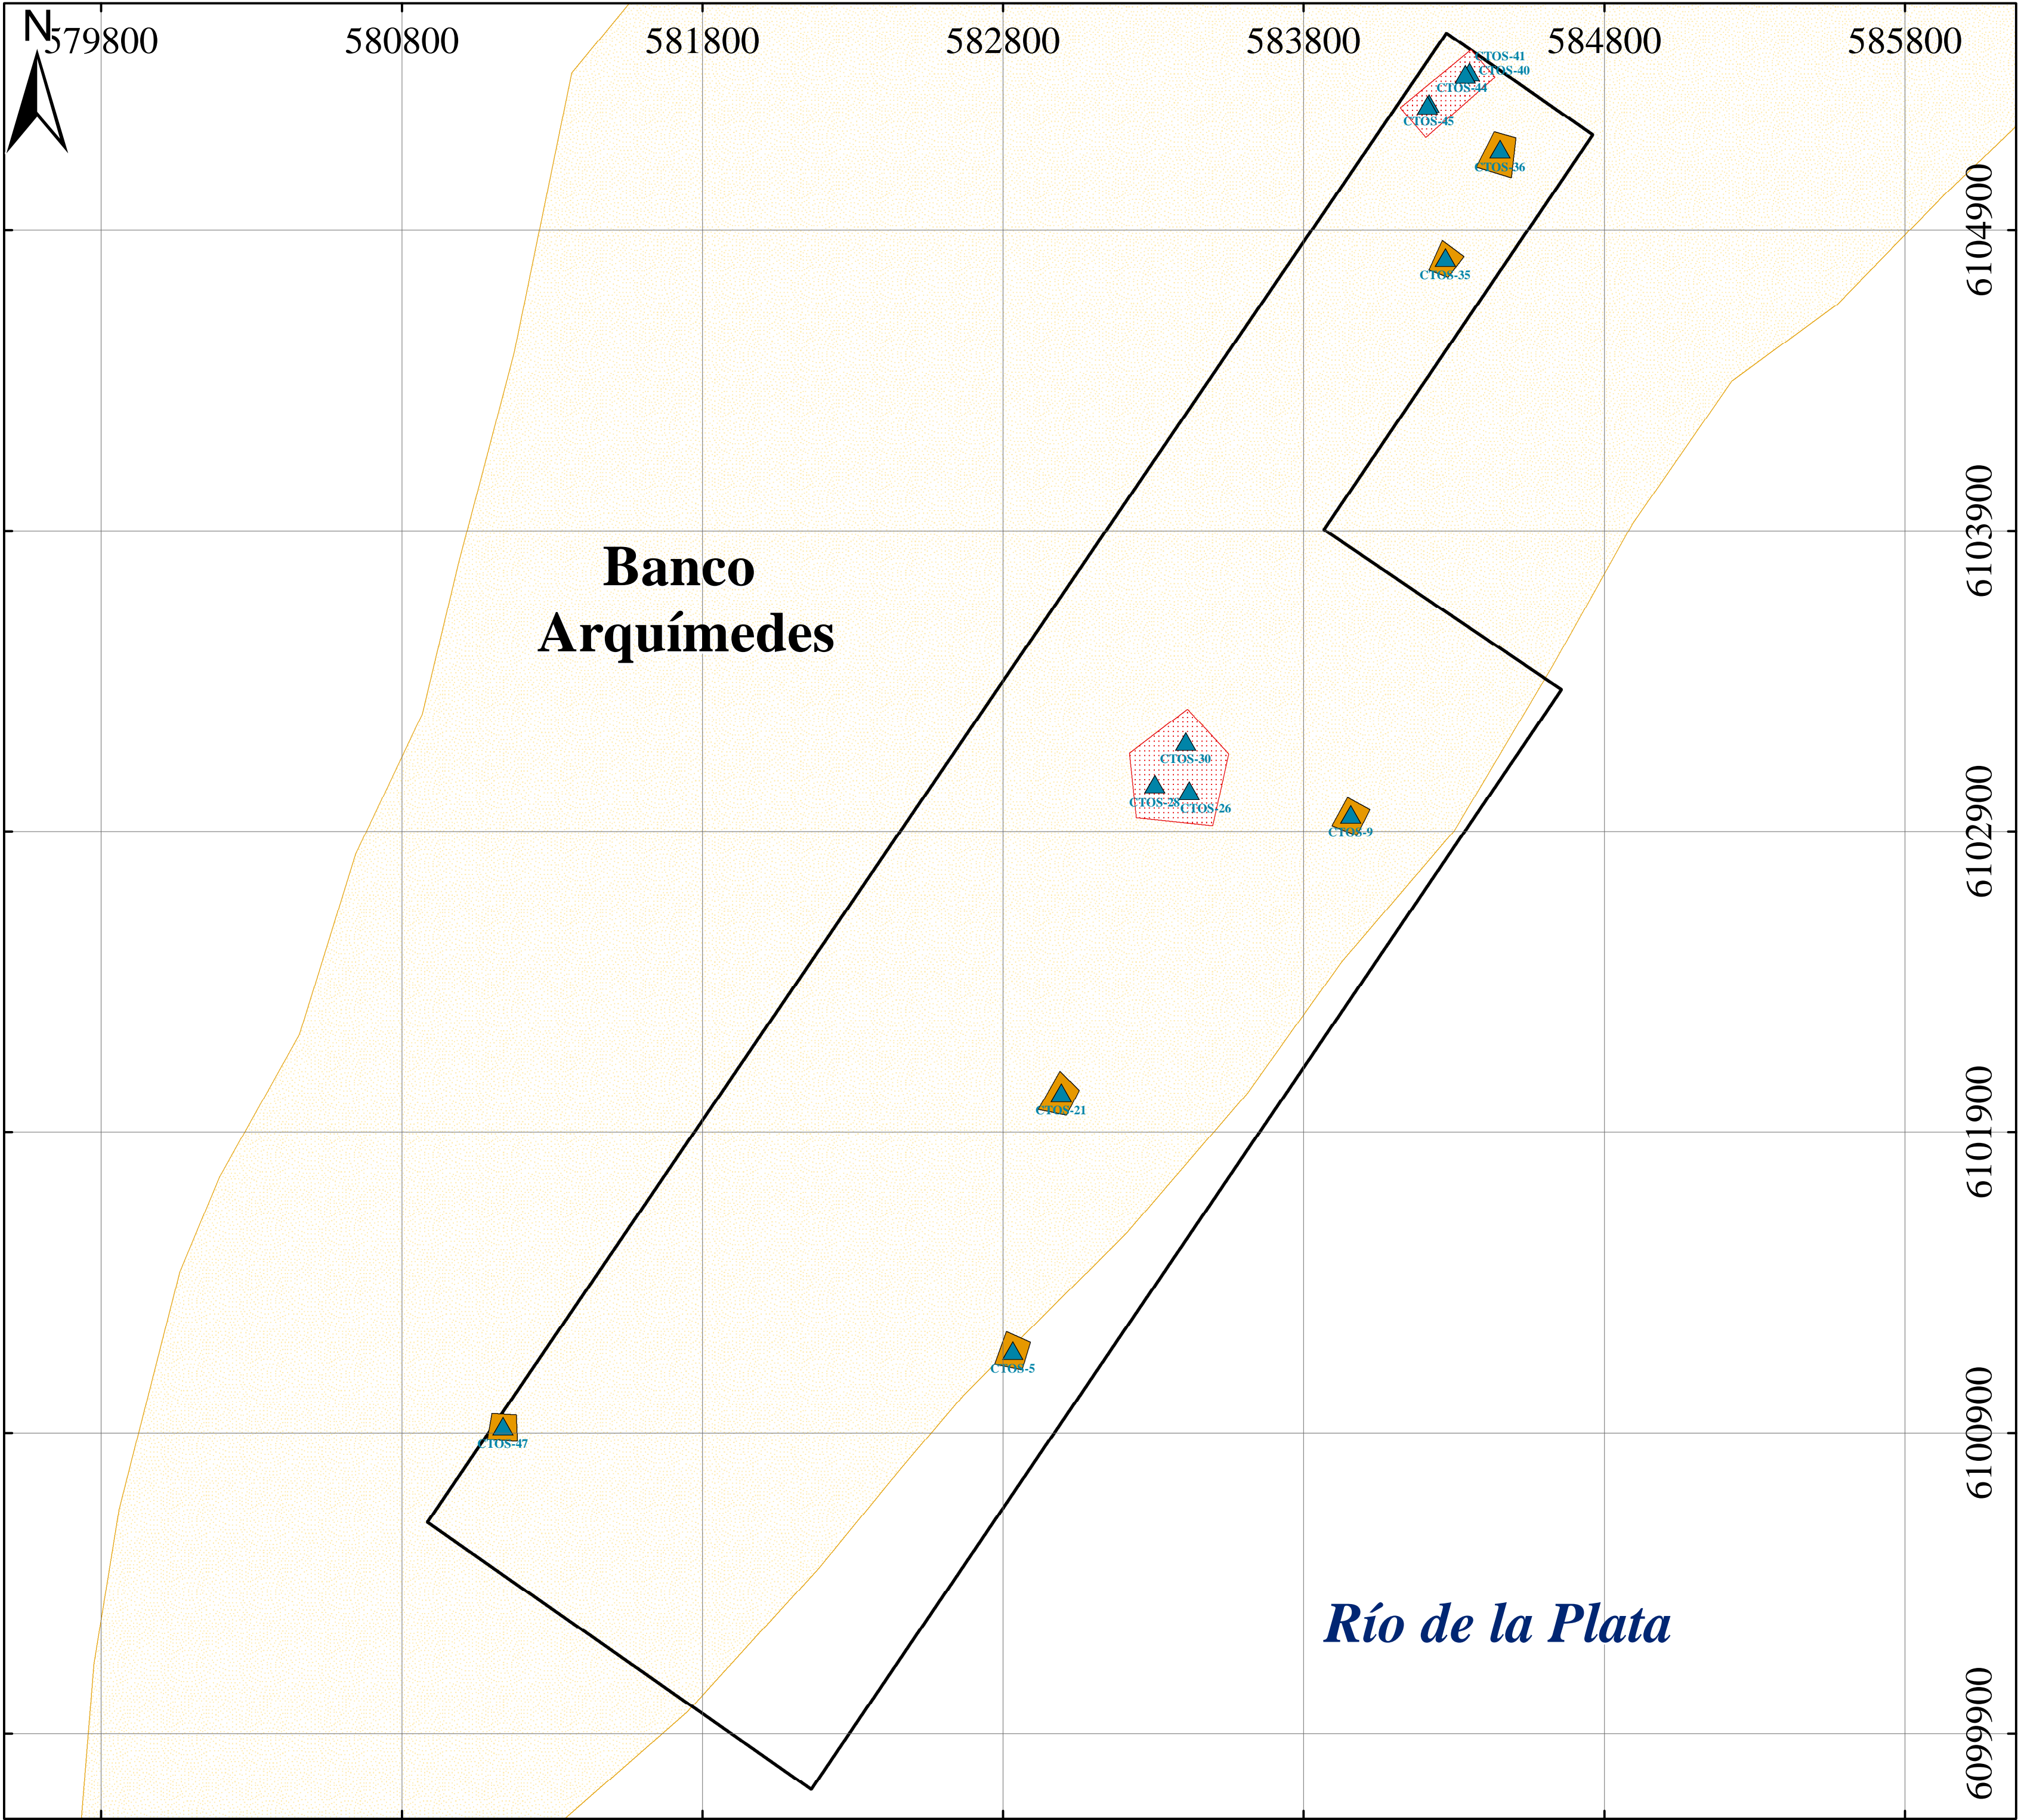 N
579800
580800
581800
582800
583800
584800
585800
CTOS-41
CTOS-40
CTOS-44
CTOS-45
CTOS-36
6104900
CTOS-35
6103900
Banco
Arquímedes
CTOS-30
CTOS-28
CTOS-26
CTOS-9
6102900
CTOS-21
6101900
CTOS-5
CTOS-47
6100900
Río de la Plata
6099900